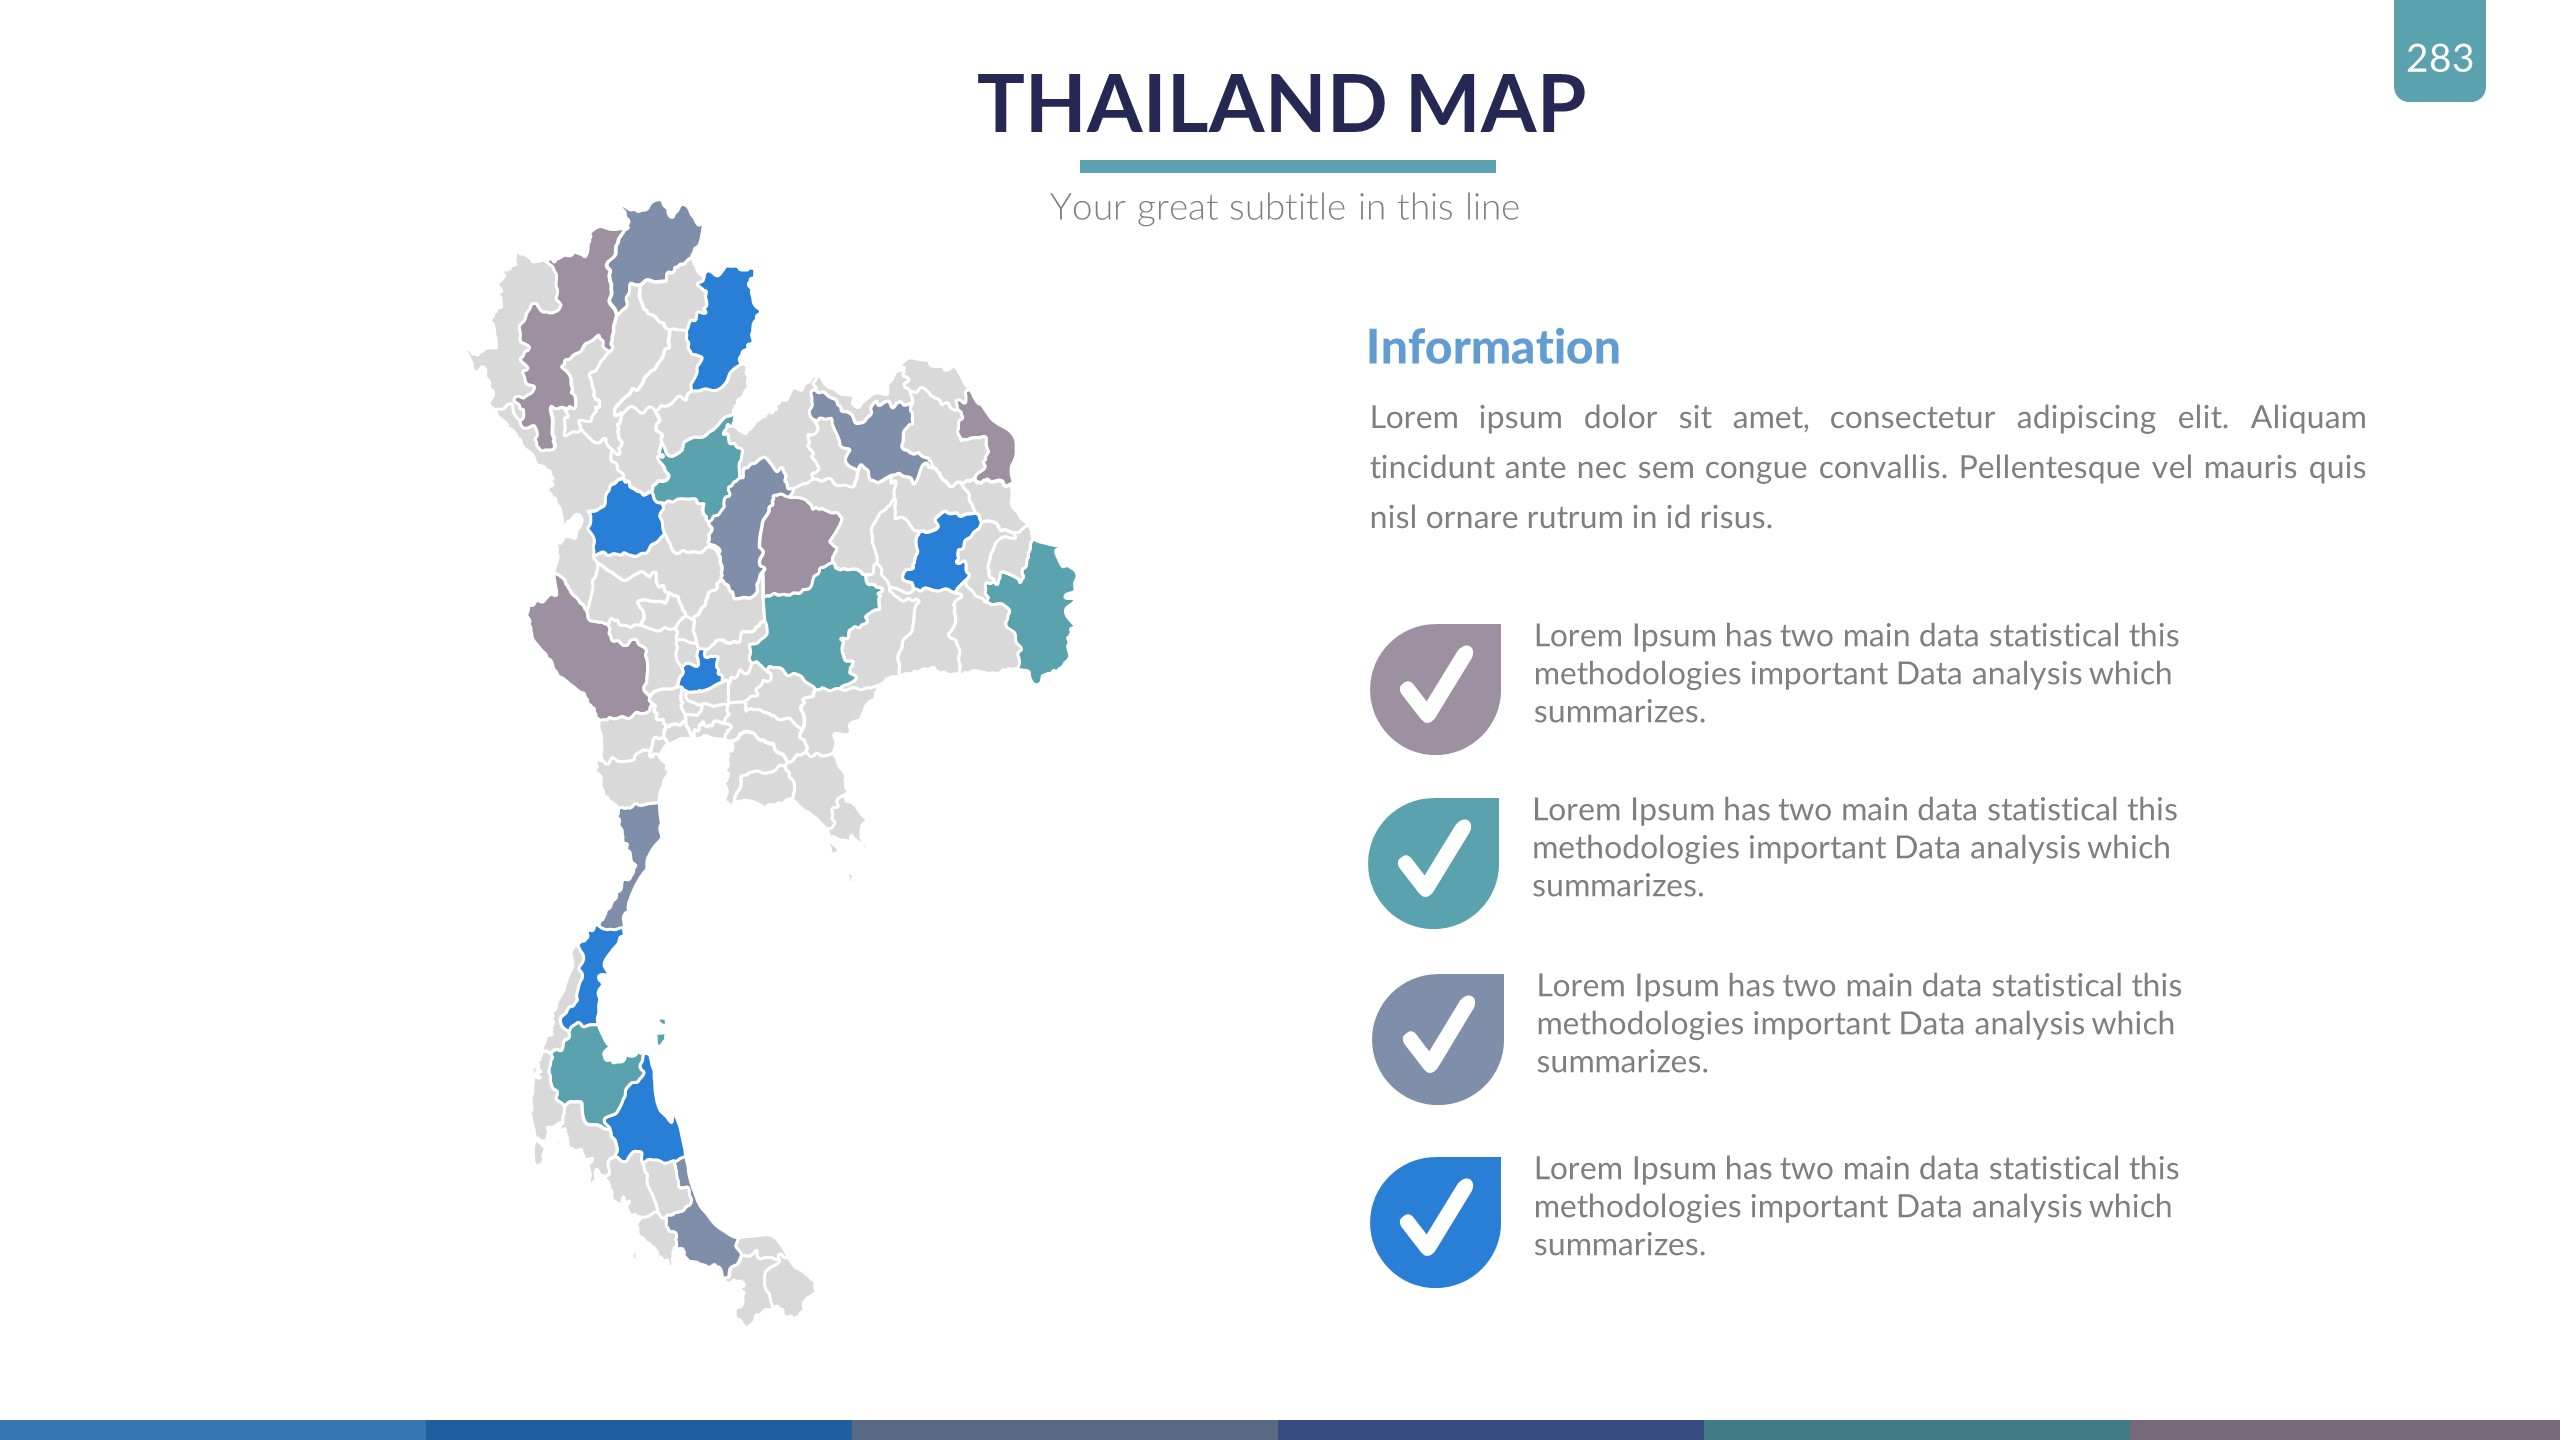 283
THAILAND MAP
Your great subtitle in this line
Information
Lorem ipsum dolor sit amet, consectetur adipiscing elit. Aliquam
tincidunt ante nec sem congue convallis. Pellentesque vel mauris quis
nisl ornare rutrum in id risus.
Lorem Ipsum has two main data statistical this
methodologies important Data analysis which
summarizes.
Lorem Ipsum has two main data statistical this
methodologies important Data analysis which
summarizes.
Lorem Ipsum has two main data statistical this
methodologies important Data analysis which
summarizes.
Lorem Ipsum has two main data statistical this
methodologies important Data analysis which
summarizes.